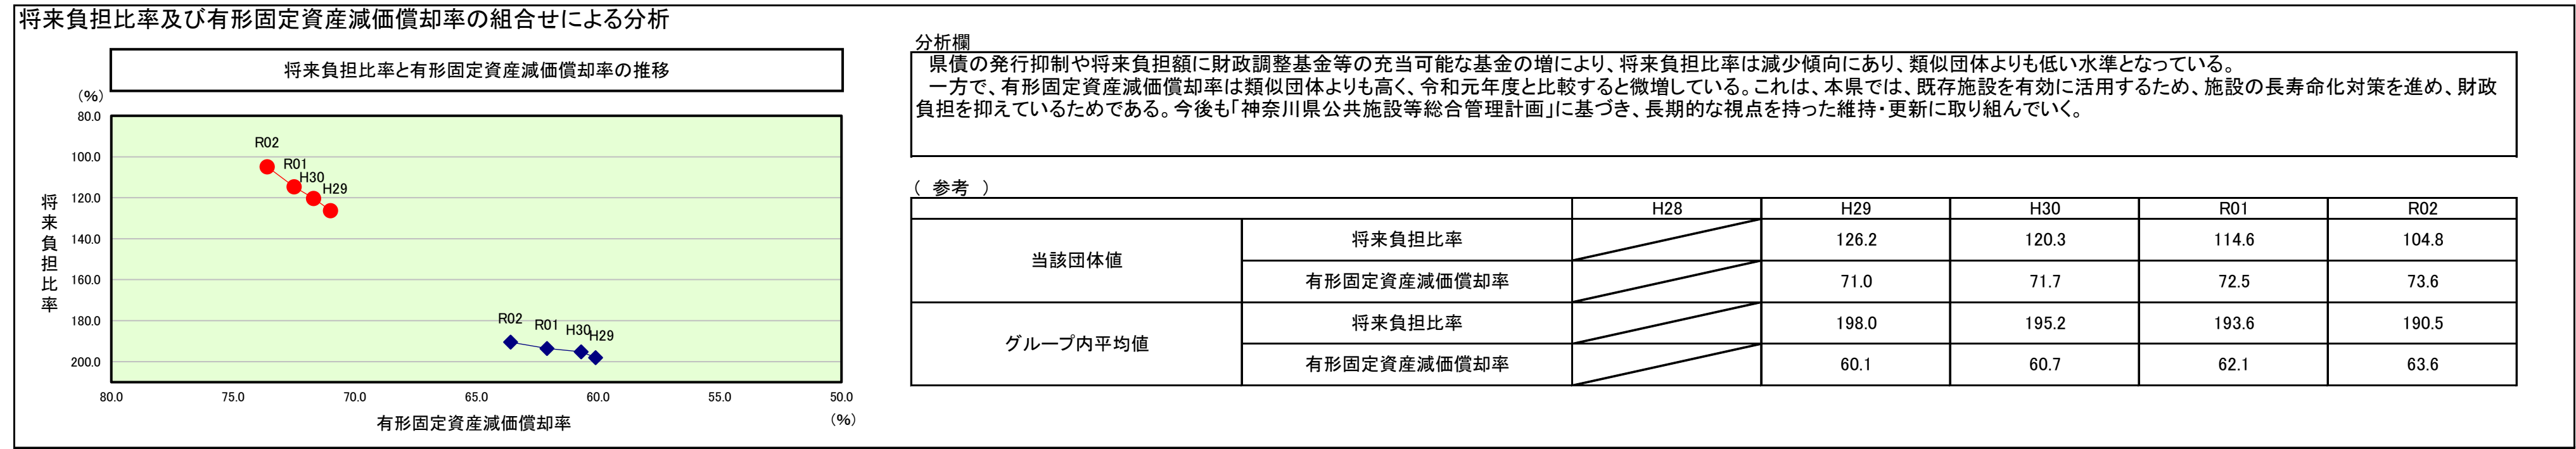 将来負担比率及び有形固定資産減価償却率の組合せによる分析
将来負担比率と有形固定資産減価償却率の推移
(%)
80.0
100.0
120.0
140.0
160.0
180.0
200.0
将来負担比率
R02
R01
H30
H29
R02
R01
H30
H29
80.0 75.0 70.0 65.0 60.0 55.0 50.0
有形固定資産減価償却率
(%)
分析欄
県債の発行抑制や将来負担額に財政調整基金等の充当可能な基金の増により、将来負担比率は減少傾向にあり、類似団体よりも低い水準となっている。
一方で、有形固定資産減価償却率は類似団体よりも高く、令和元年度と比較すると微増している。これは、本県では、既存施設を有効に活用するため、施設の長寿命化対策を進め、財政
負担を抑えているためである。今後も「神奈川県公共施設等総合管理計画」に基づき、長期的な視点を持った維持・更新に取り組んでいく。
( 参考 )
H28 H29 H30 R01 R02
当該団体値
将来負担比率 126.2 120.3 114.6 104.8
有形固定資産減価償却率 71.0 71.7 72.5 73.6
グループ内平均値
将来負担比率 198.0 195.2 193.6 190.5
有形固定資産減価償却率 60.1 60.7 62.1 63.6